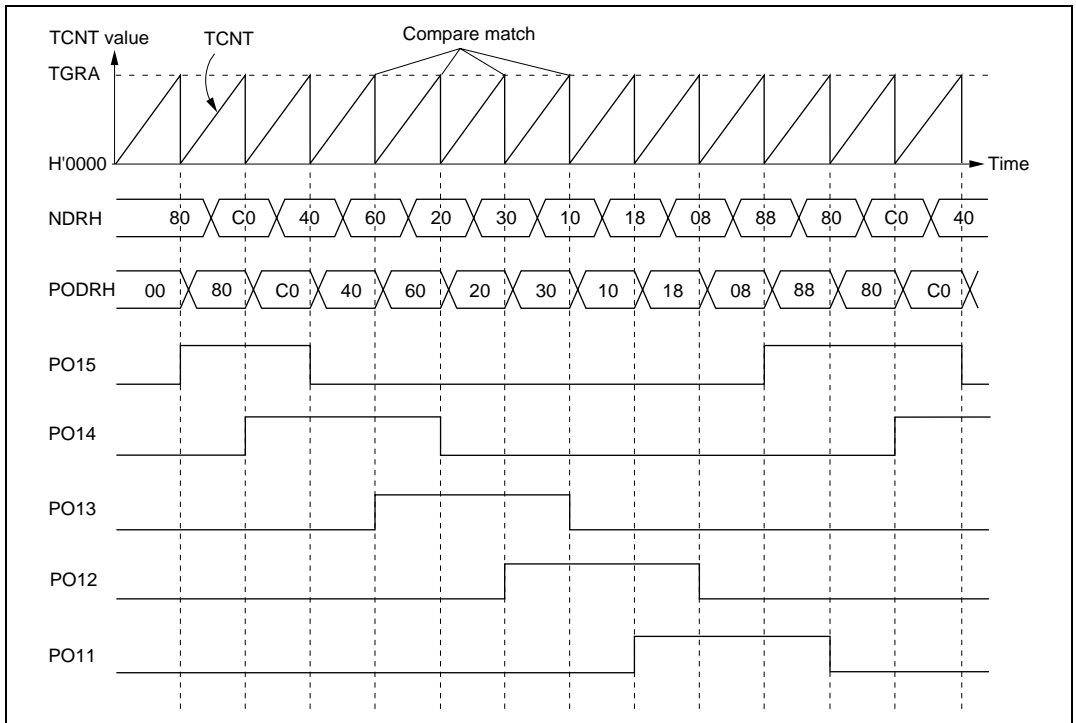 Compare match
TCNT value TCNT
TGRA
H'0000 Time
NDRH 80 C0 40 60 20 30 10 18 08 88 80 C0 40
PODRH 00 80 C0 40 60 20 30 10 18 08 88 80 C0
PO15
PO14
PO13
PO12
PO11